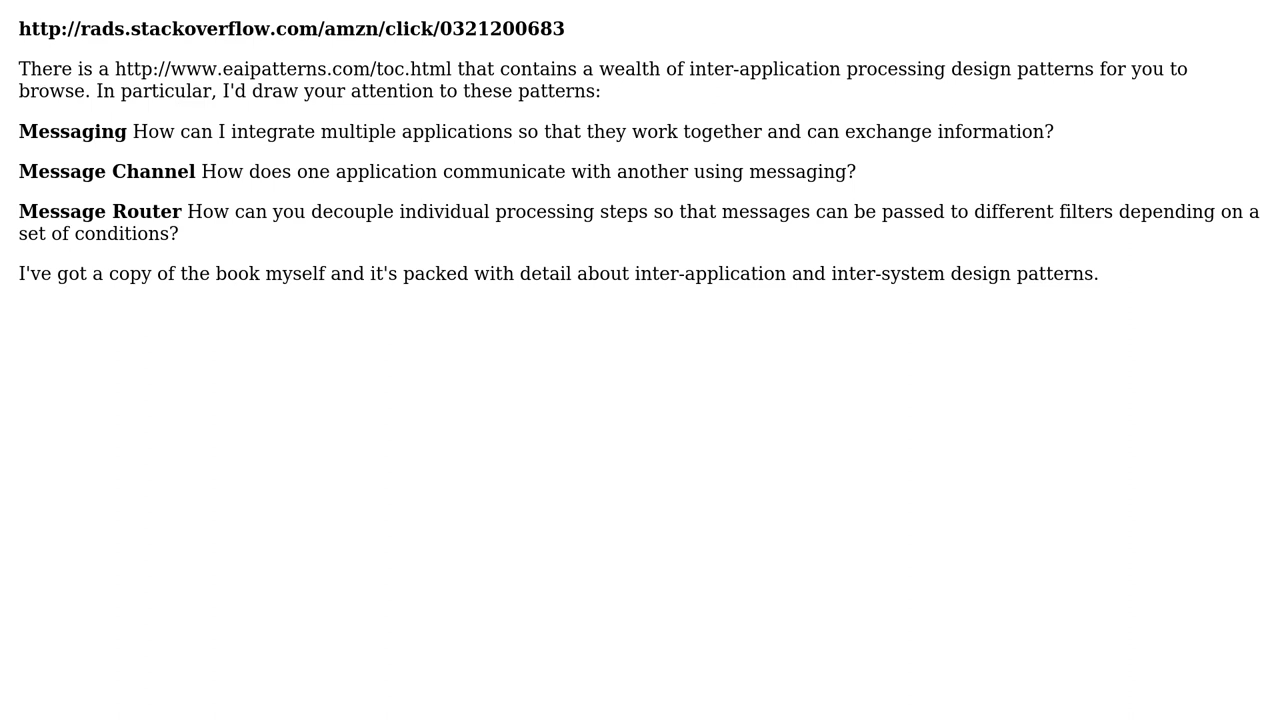 http://rads.stackoverflow.com/amzn/click/0321200683
There is a http://www.eaipatterns.com/toc.html that contains a wealth of inter-application processing design patterns for you to
browse. In particular, I'd draw your attention to these patterns:
Messaging How can I integrate multiple applications so that they work together and can exchange information?
Message Channel How does one application communicate with another using messaging?
Message Router How can you decouple individual processing steps so that messages can be passed to different filters depending on a
set of conditions?
I've got a copy of the book myself and it's packed with detail about inter-application and inter-system design patterns.